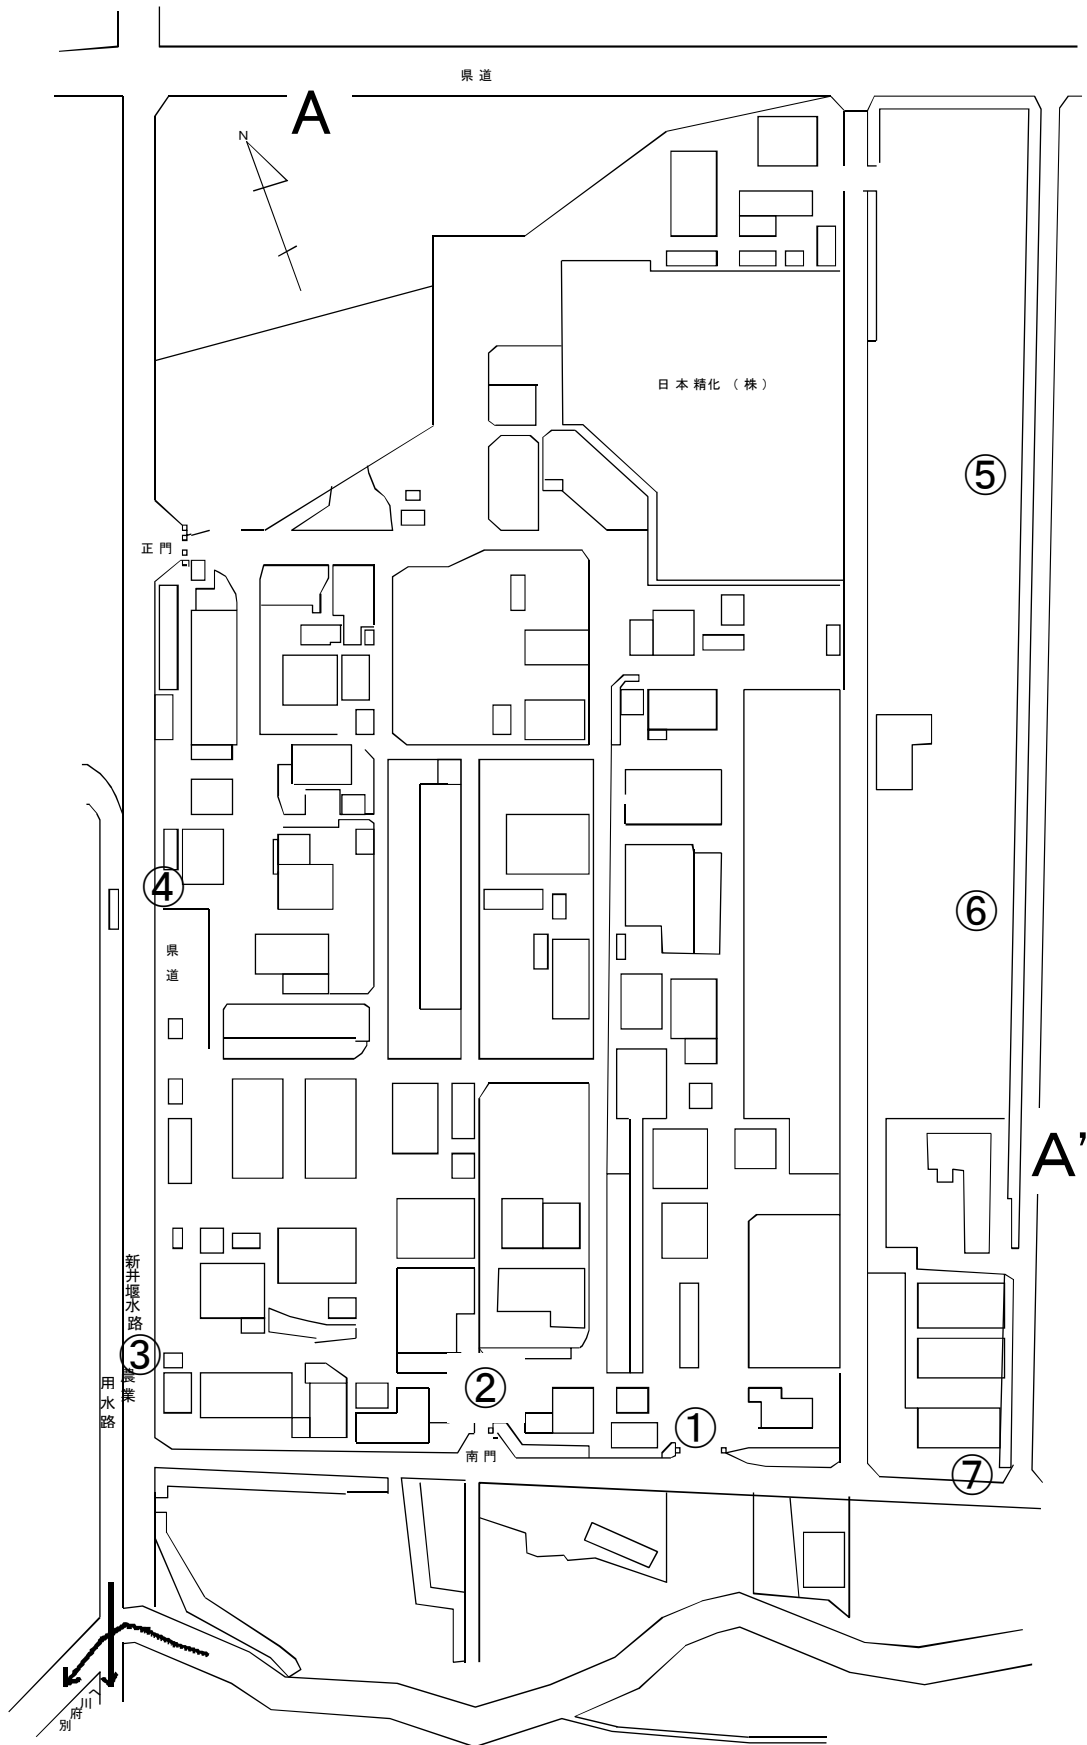 県道
A
N
日本精化（株）
⑤
正門
④
⑥
県道
A'
新井堰水路
③
農業
用水路
②
①
南門
⑦
別府川へ